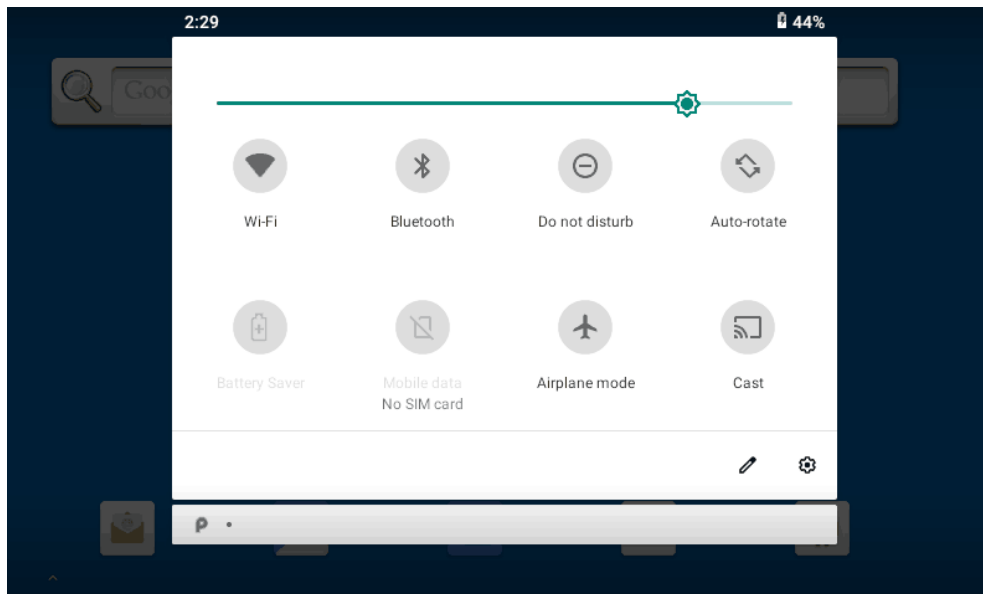 2:29 44%
Goo
Wi-Fi Bluetooth Do not disturb Auto-rotate
Battery Saver Mobile data Airplane mode Cast
No SIM card